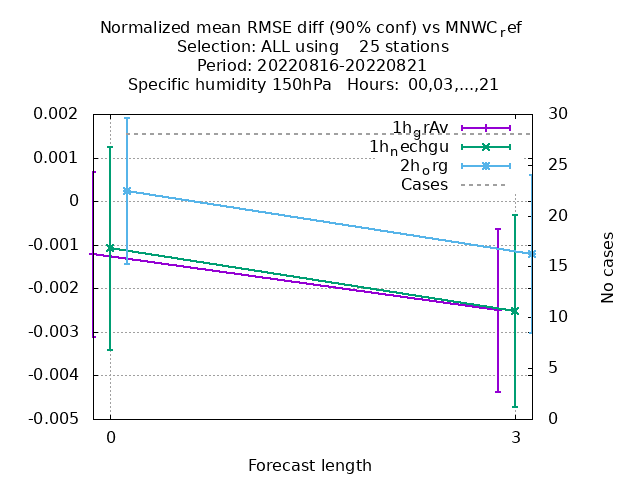 Normalized mean RMSE diff (90% conf) vs MNWC_ref
Selection: ALL using    25 stations
Period: 20220816-20220821
Specific humidity 150hPa   Hours: 00,03,...,21
0.002
0.001
0
-0.001
-0.002
-0.003
-0.004
-0.005
30
25
20
15
10
5
0
1h_grAv
1h_nechgu
2h_org
Cases
No cases
0
3
Forecast length